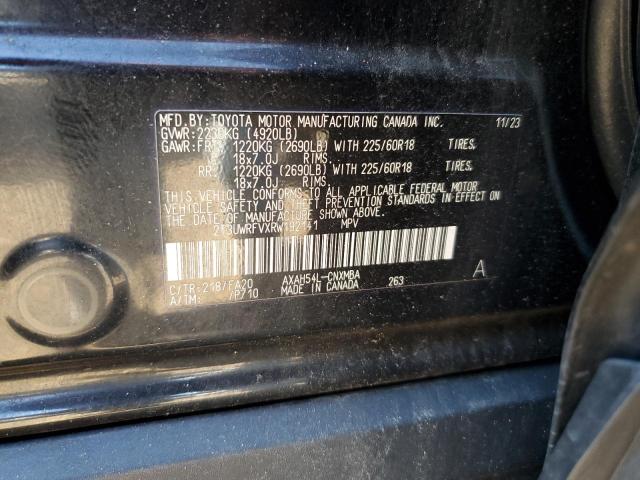 MFD.BY:TOYOTA MOTOR MANUFACTURING CANADA INC. 11/23
GVWR:2230KG (4920LB)
GAWR:FRT 1220KG (2690LB) WITH 225/60R18 TIRES.
18x7.0J RIMS.
RR 1220KG (2690LB) WITH 225/60R18 TIRES.
18x7.0J RIMS.
THIS VEHICLE CONFORMS TO ALL APPLICABLE FEDERAL MOTOR
VEHICLE SAFETY AND THEFT PREVENTION STANDARDS IN EFFECT ON
THE DATE OF MANUFACTURE SHOWN ABOVE.
MPV
C/TR:218/FA20 AXAH54L-CNXMBA 263 A
A/TM: /P710 MADE IN CANADA